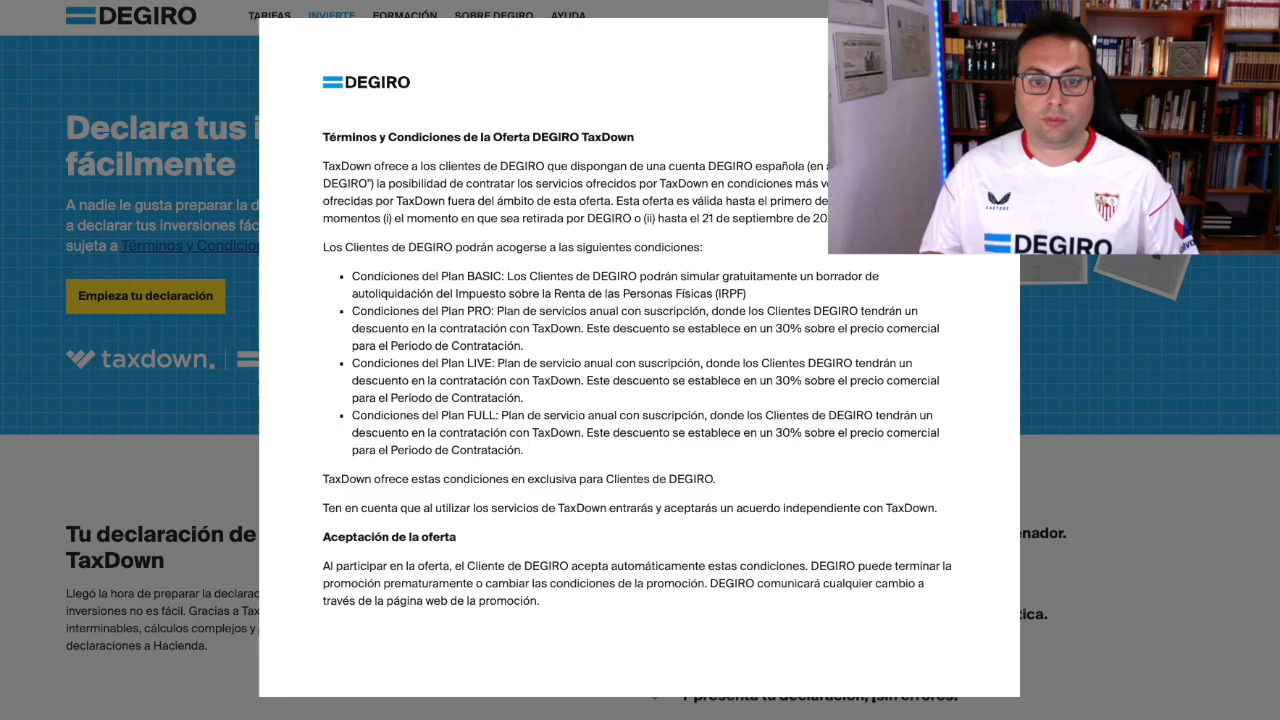 DEGIRO
TARIFAS INVIERTE FORMACIÓN SOBRE DEGIRO AYUDA
Declara tus
fácilmente
A nadie le gusta preparar la
a declarar tus inversiones
sujeta a Términos y
Empieza tu declaración
taxdown.
Tu declaración de
TaxDown
Llegó la hora de preparar la
inversiones no es fácil. Gracias a
interminables, cálculos complejos y
declaraciones a Hacienda.
DEGIRO
Términos y Condiciones de la Oferta DEGIRO TaxDown
TaxDown ofrece a los clientes de DEGIRO que dispongan de una cuenta DEGIRO española (en
DEGIRO") la posibilidad de contratar los servicios ofrecidos por TaxDown en condiciones más
ofrecidas por TaxDown fuera del ámbito de esta oferta. Esta oferta es válida hasta el primero de
momentos (i) el momento en que sea retirada por DEGIRO o (ii) hasta el 21 de septiembre de
Los Clientes de DEGIRO podrán acogerse a las siguientes condiciones:
• Condiciones del Plan BASIC: Los Clientes de DEGIRO podrán simular gratuitamente un borrador de
autoliquidación del Impuesto sobre la Renta de las Personas Físicas (IRPF)
• Condiciones del Plan PRO: Plan de servicios anual con suscripción, donde los Clientes DEGIRO tendrán un
descuento en la contratación con TaxDown. Este descuento se establece en un 30% sobre el precio comercial
para el Periodo de Contratación.
• Condiciones del Plan LIVE: Plan de servicio anual con suscripción, donde los Clientes DEGIRO tendrán un
descuento en la contratación con TaxDown. Este descuento se establece en un 30% sobre el precio comercial
para el Periodo de Contratación.
• Condiciones del Plan FULL: Plan de servicio anual con suscripción, donde los Clientes de DEGIRO tendrán un
descuento en la contratación con TaxDown. Este descuento se establece en un 30% sobre el precio comercial
para el Periodo de Contratación.
TaxDown ofrece estas condiciones en exclusiva para Clientes de DEGIRO.
Ten en cuenta que al utilizar los servicios de TaxDown entrarás y aceptarás un acuerdo independiente con TaxDown.
Aceptación de la oferta
Al participar en la oferta, el Cliente de DEGIRO acepta automáticamente estas condiciones. DEGIRO puede terminar la
promoción prematuramente o cambiar las condiciones de la promoción. DEGIRO comunicará cualquier cambio a
través de la página web de la promoción.
CASTORE
DEGIRO